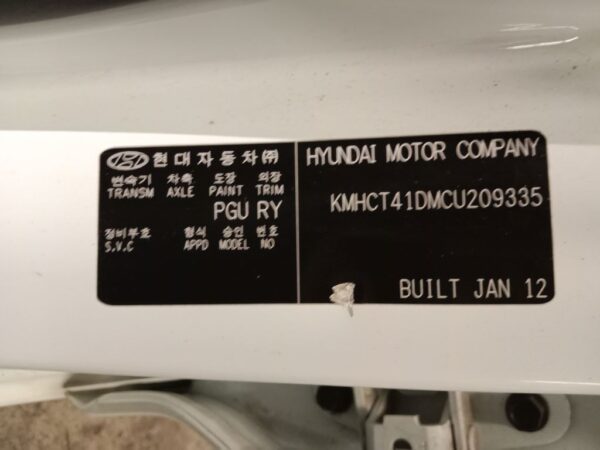 현대자동차㈜
변속기 차축 도장 외장
TRANSM AXLE PAINT TRIM
PGU RY
정비부호 형식 승인 번호
S.V.C APPD MODEL NO
HYUNDAI MOTOR COMPANY
KMHCT41DMCU209335
BUILT JAN 12